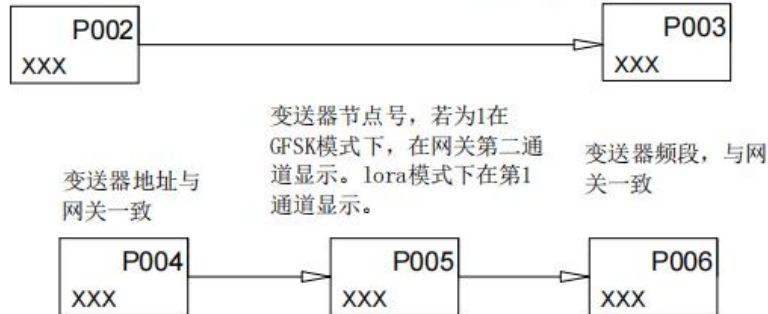 P002
XXX
P003
XXX
变送器地址与
网关一致
变送器节点号，若为1在
GFSK模式下，在网关第二通
道显示。lora模式下在第1
通道显示。
变送器频段，与网
关一致
P004
XXX
P005
XXX
P006
XXX